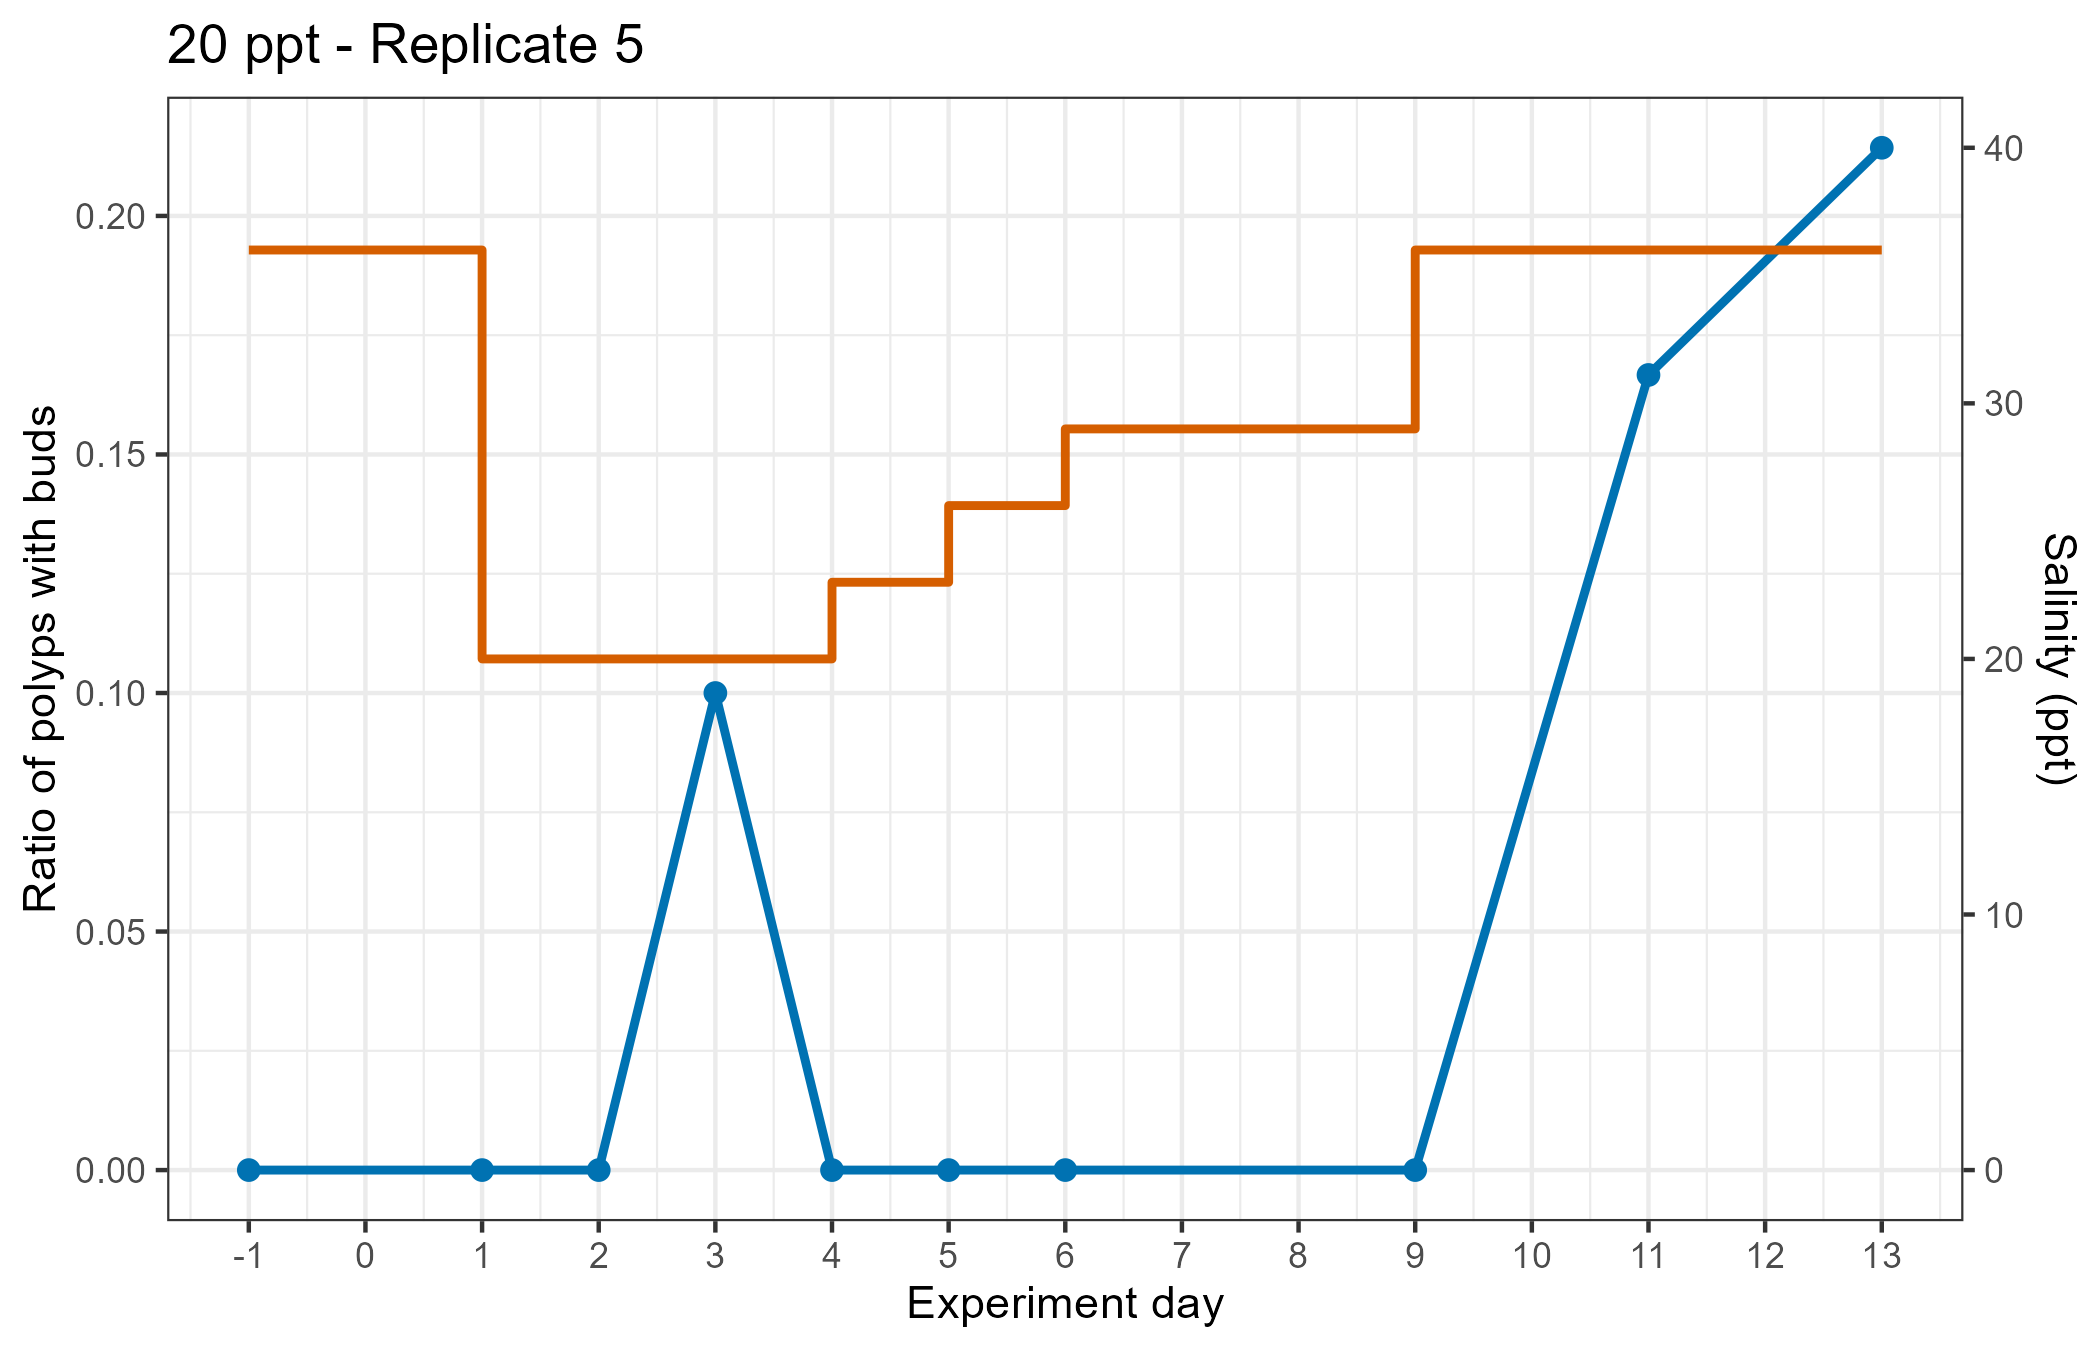 20 ppt - Replicate 5
Ratio of polyps with buds
0.20
0.15
0.10
0.05
0.00
40
30
20
10
0
Salinity (ppt)
-1 0 1 2 3 4 5 6 7 8 9 10 11 12 13
Experiment day